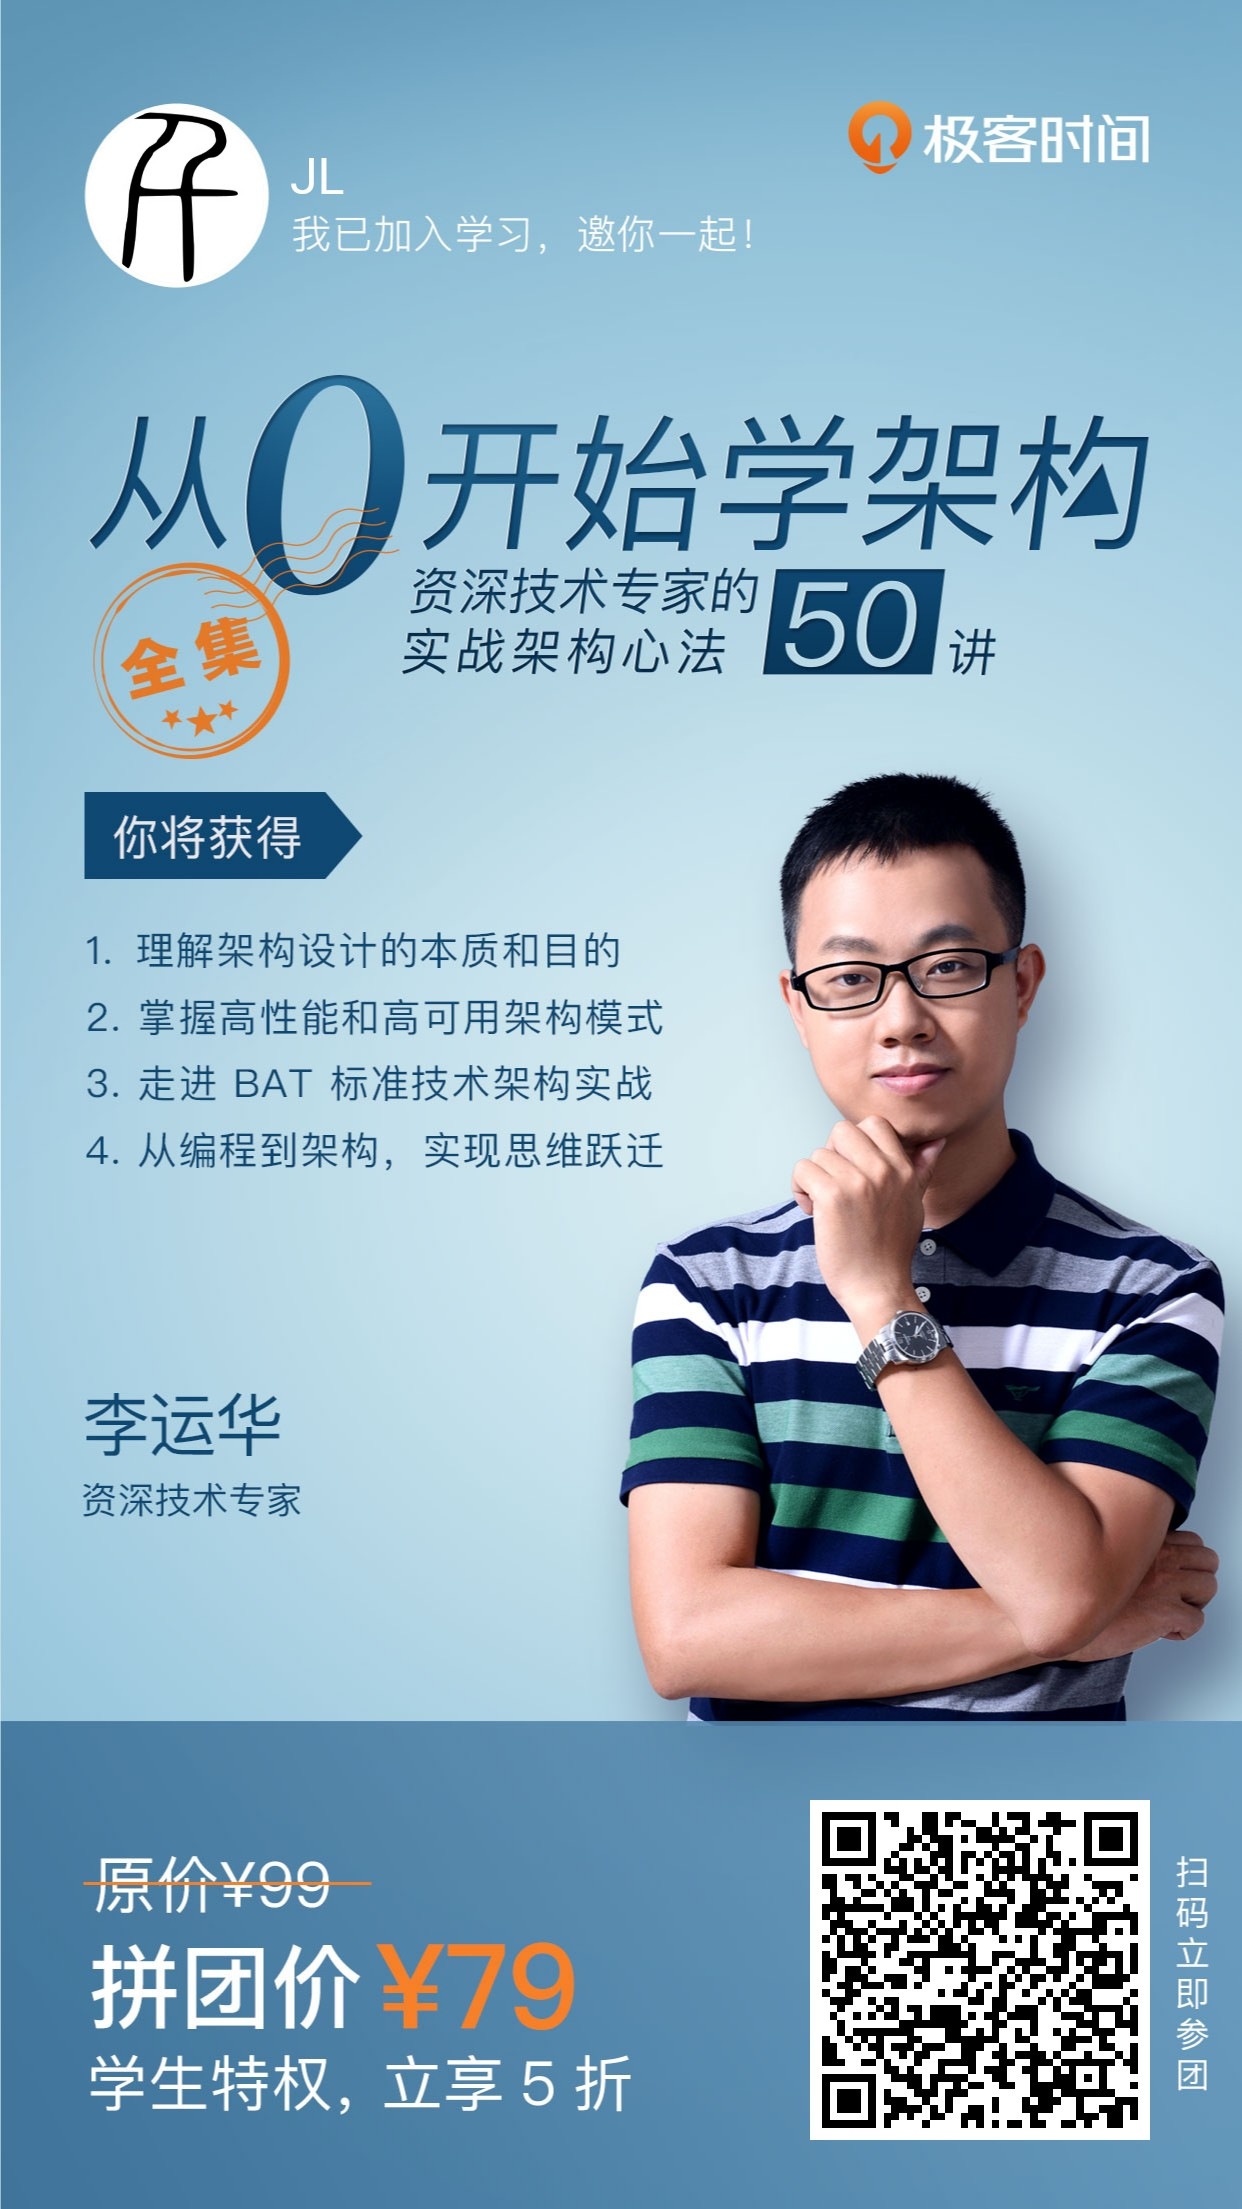 JL
我已加入学习，邀你一起！
极客时间
从0开始学架构
资深技术专家的
实战架构心法 50 讲
全集
你将获得
1. 理解架构设计的本质和目的
2. 掌握高性能和高可用架构模式
3. 走进 BAT 标准技术架构实战
4. 从编程到架构，实现思维跃迁
李运华
资深技术专家
原价¥99
拼团价 ¥79
学生特权，立享 5 折
扫码立即参团